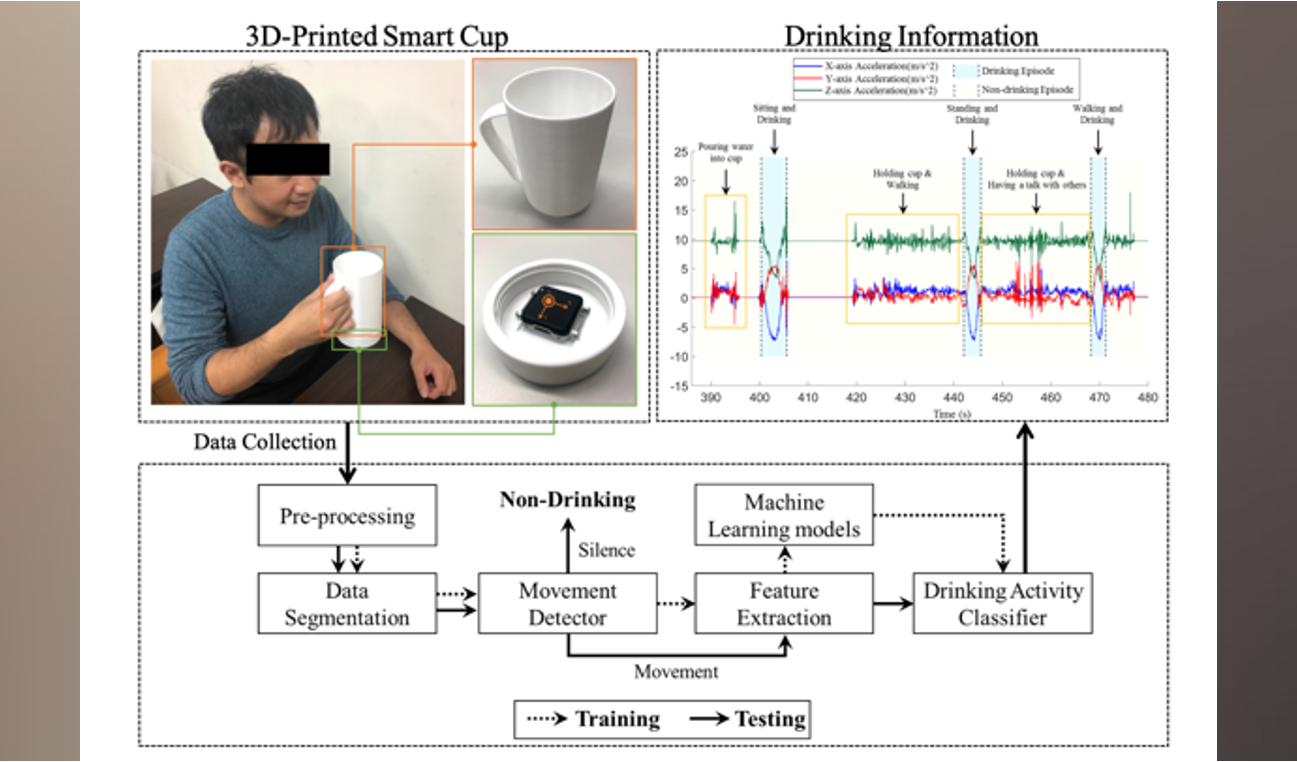 3D-Printed Smart Cup
Drinking Information
X-axis Acceleration(m/s^2)
Y-axis Acceleration(m/s^2)
Z-axis Acceleration(m/s^2)
Drinking Episode
Non-drinking Episode
Sitting and
Drinking
Standing and
Drinking
Walking and
Drinking
Pouring water
into cup
Holding cup &
Walking
Holding cup &
Having a talk with others
25
20
15
10
5
0
-5
-10
-15
390
400
410
420
430
440
450
460
470
480
Time (s)
Data Collection
Pre-processing
Data
Segmentation
Non-Drinking
Silence
Movement
Detector
Movement
Machine
Learning models
Feature
Extraction
Drinking Activity
Classifier
Training
Testing